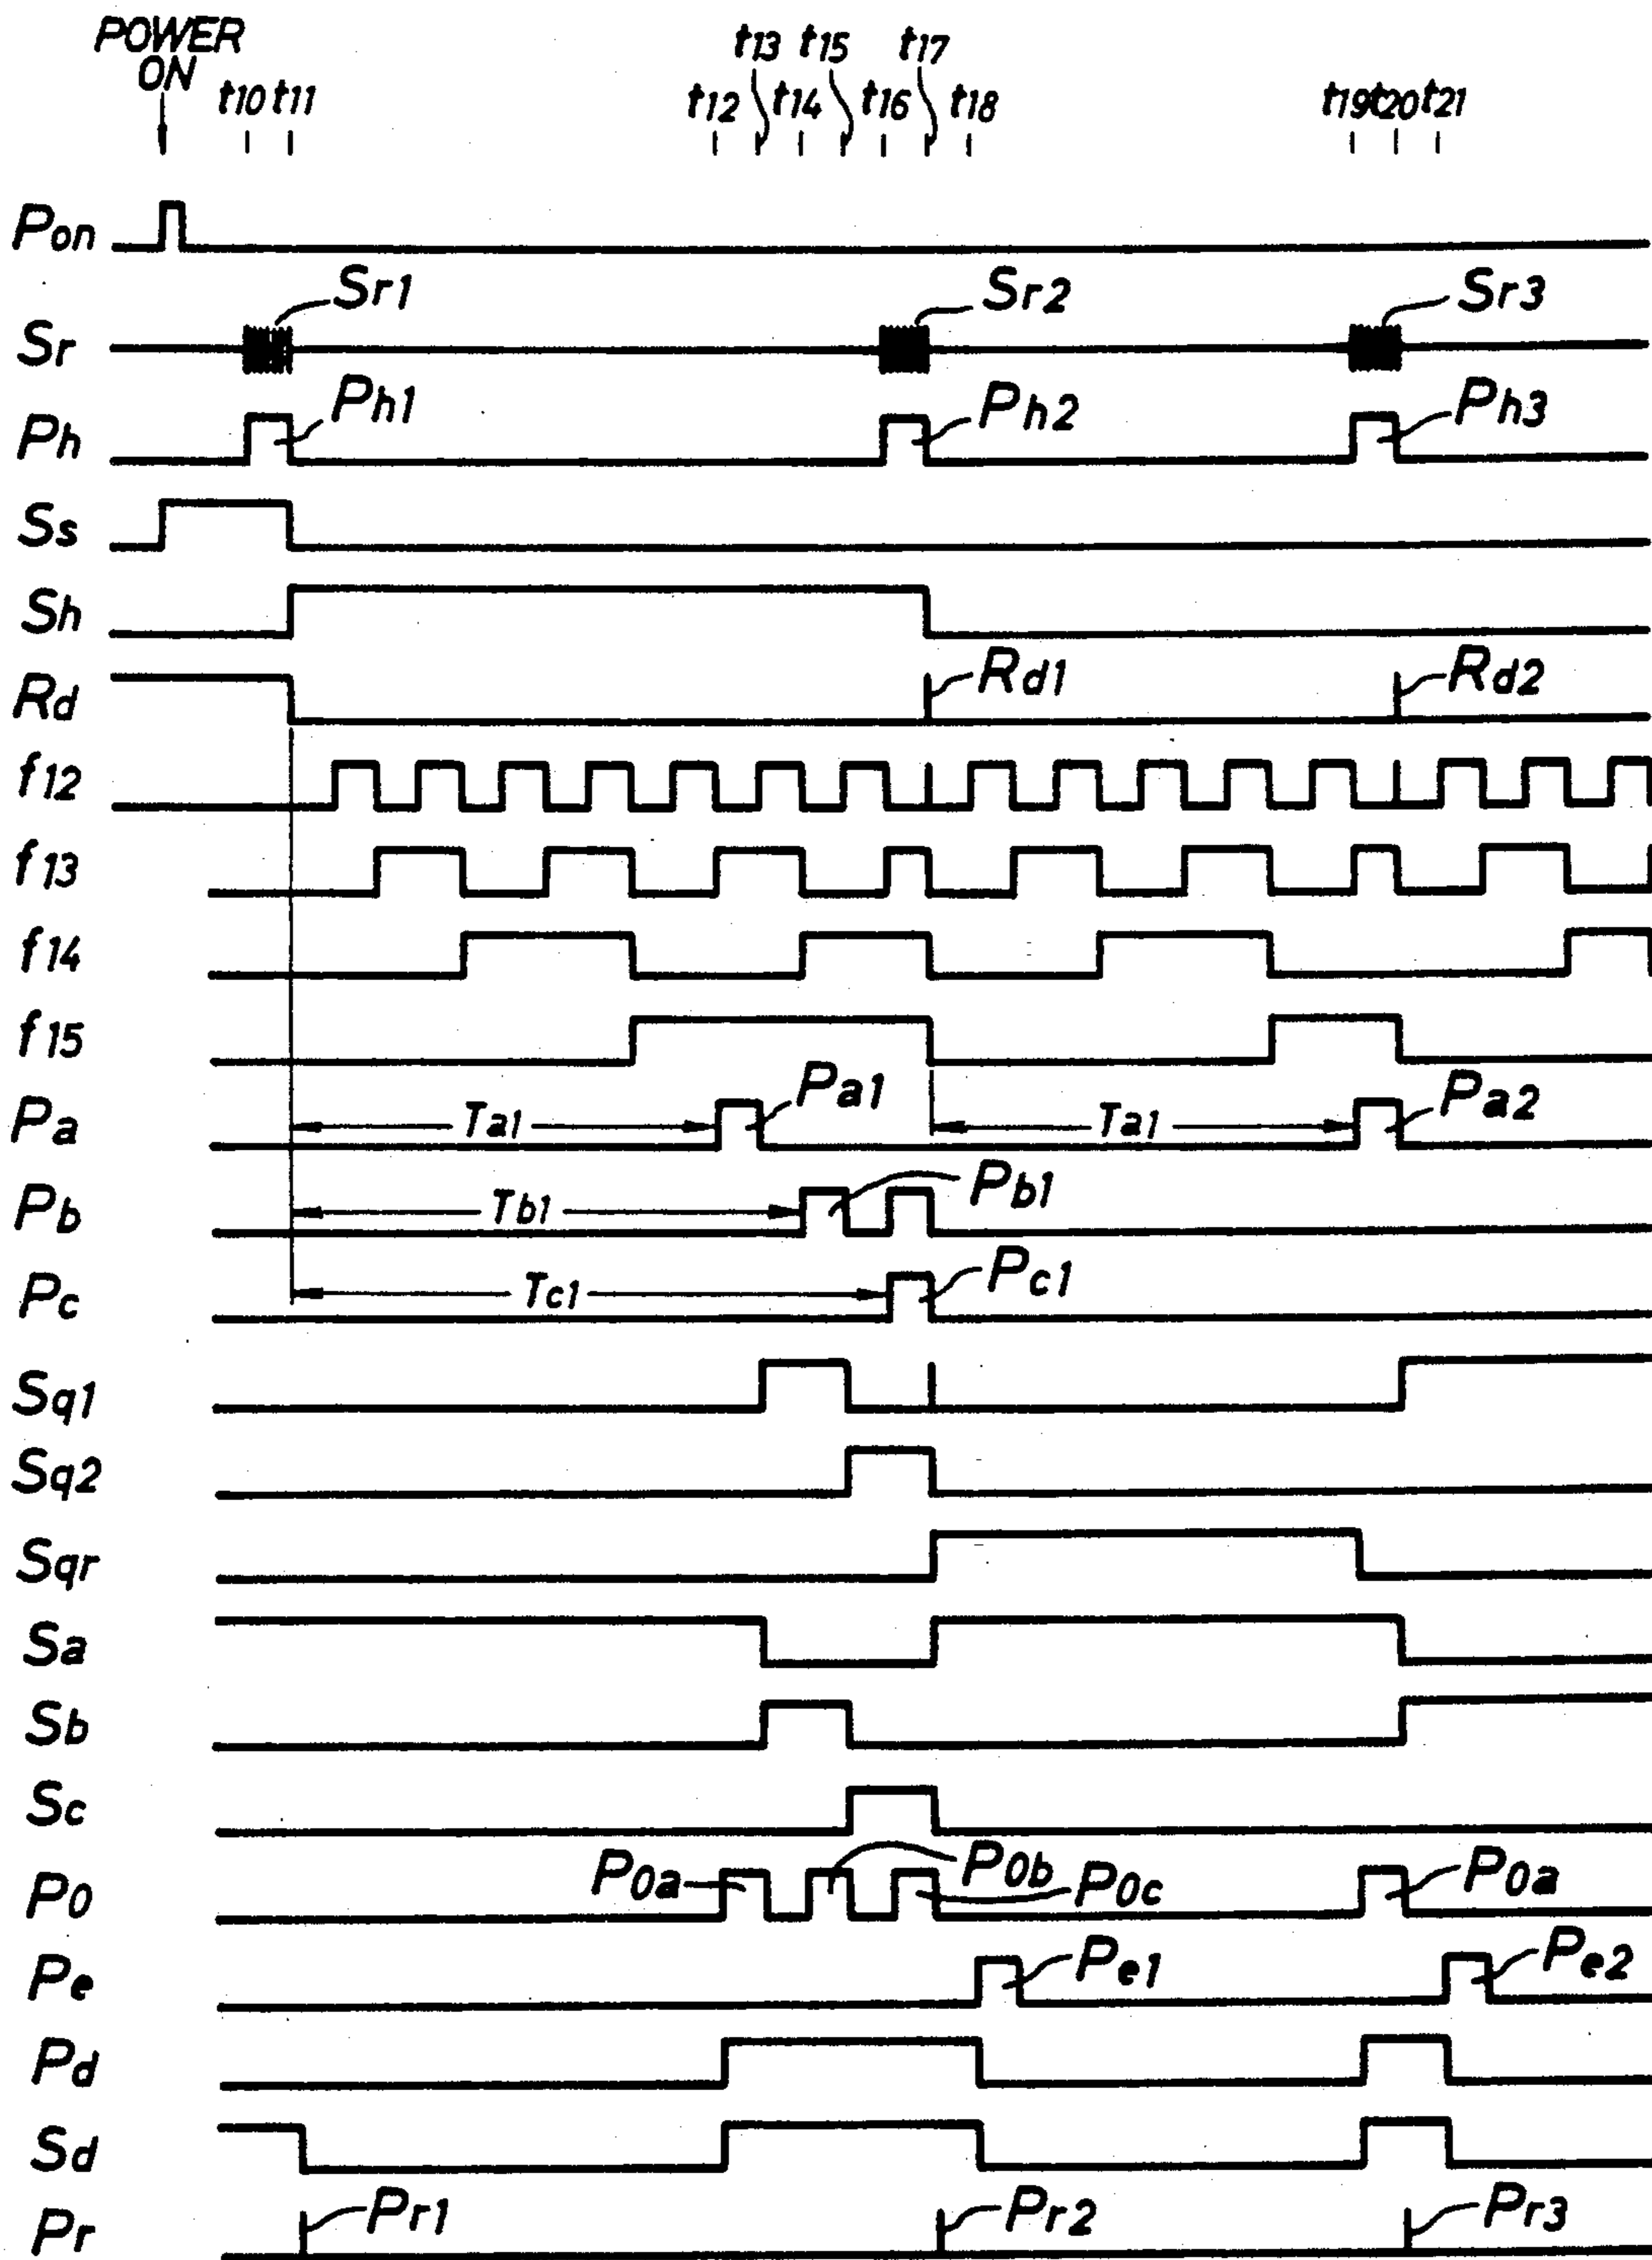 POWER
ON
t10 t11
t12 t13 t14 t15 t16 t17 t18
t19 t20 t21
Pon
Sr Sr1 Sr2 Sr3
Ph Ph1 Ph2 Ph3
Ss
Sh
Rd Rd1 Rd2
f12
f13
f14
f15
Pa Ta1 Pa1 Ta1 Pa2
Pb Tb1 Pb1
Pc Tc1 Pc1
Sq1
Sq2
Sqr
Sa
Sb
Sc
P0 P0a P0b P0c P0a
Pe Pe1 Pe2
Pd
Sd
Pr Pr1 Pr2 Pr3